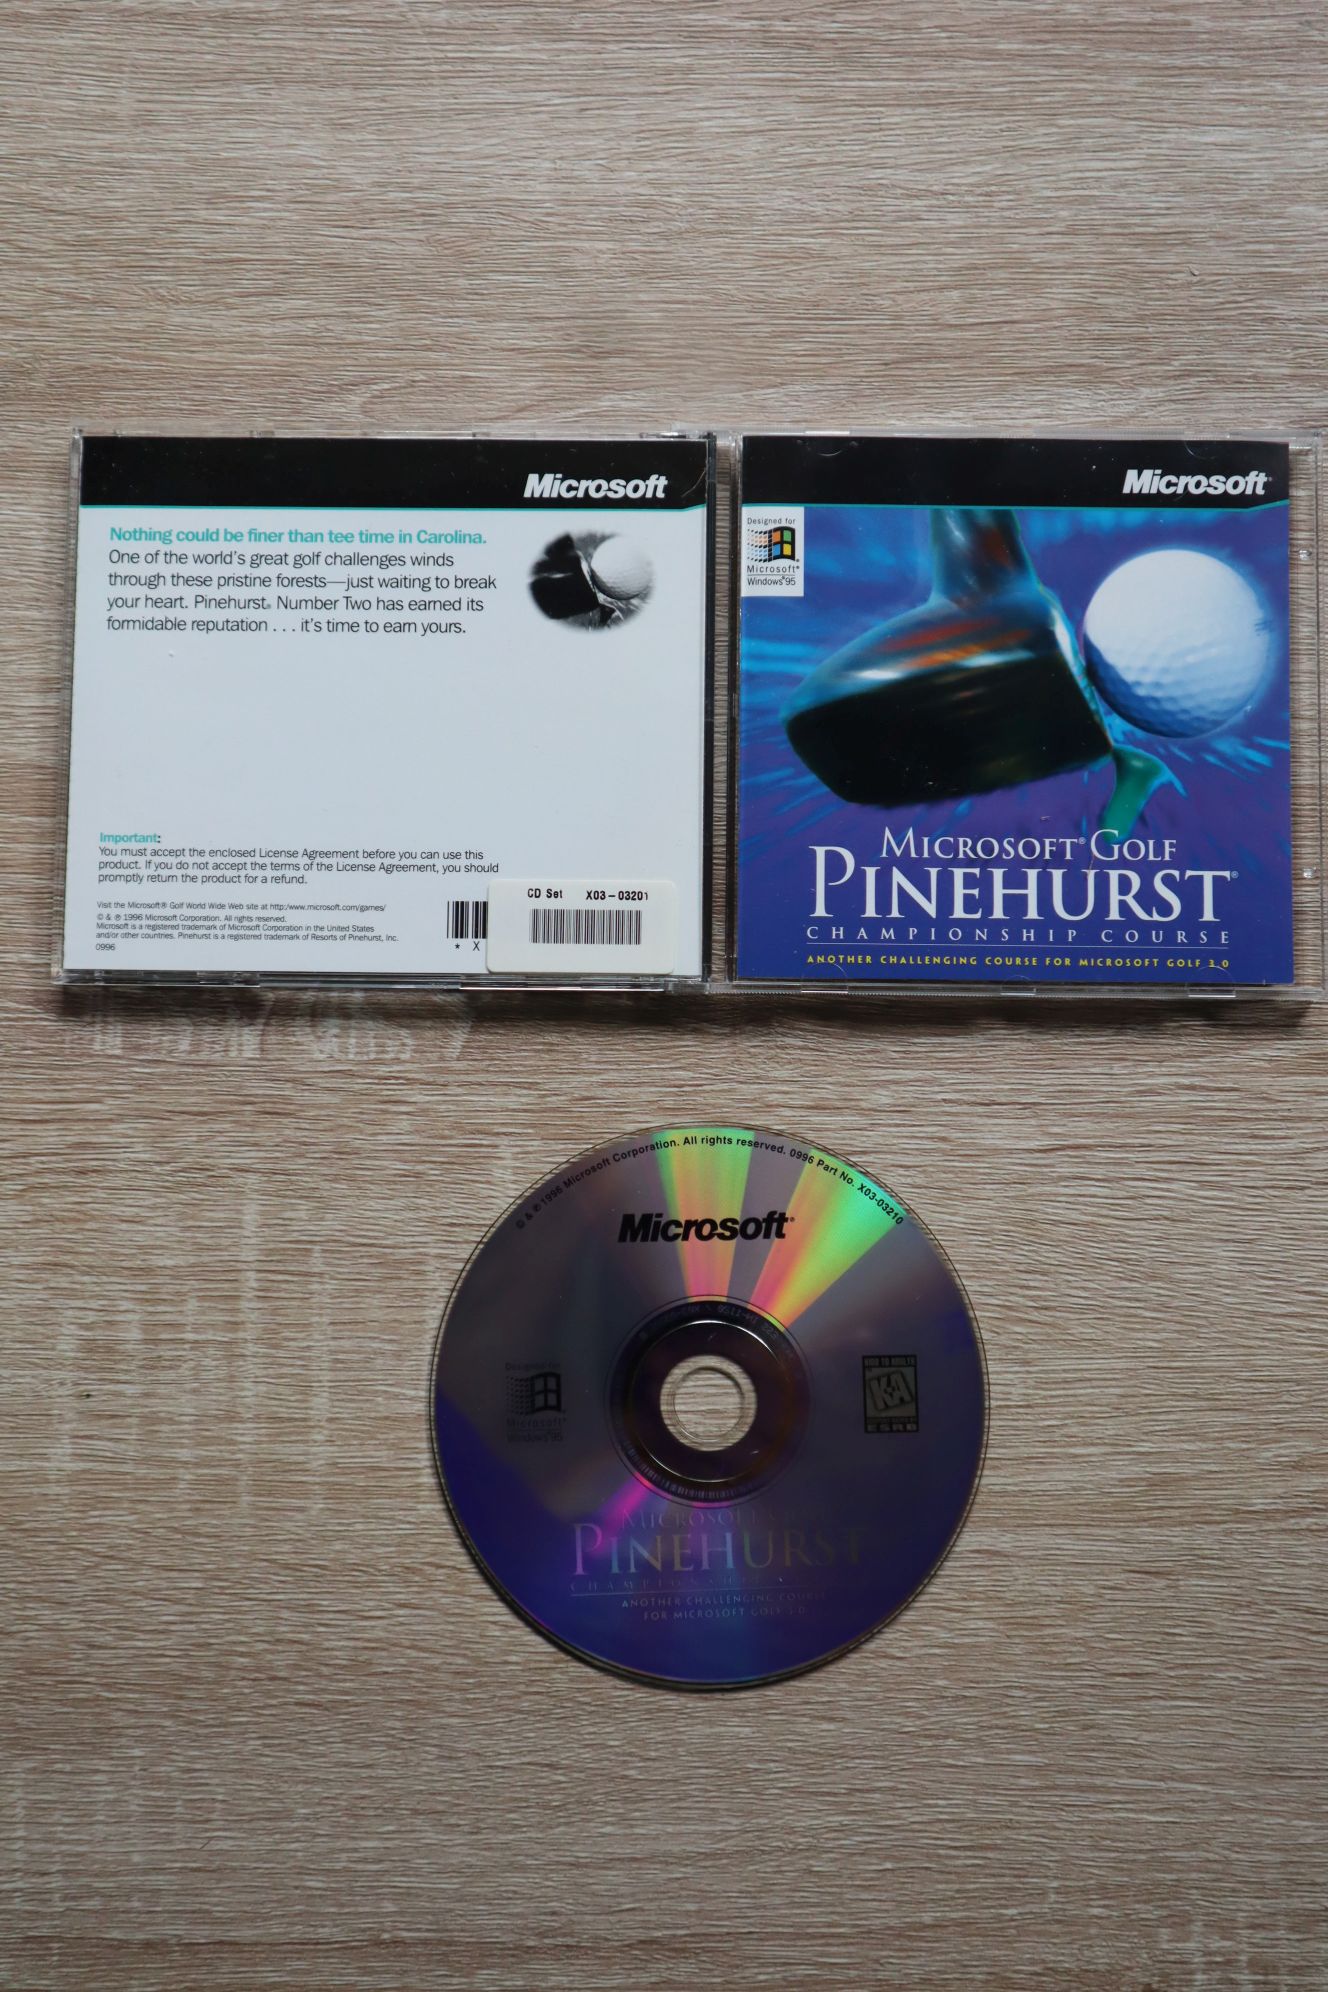 Microsoft
Nothing could be finer than tee time in Carolina.
One of the world's great golf challenges winds
through these pristine forests—just waiting to break
your heart. Pinehurst® Number Two has earned its
formidable reputation . . . it's time to earn yours.
Important:
You must accept the enclosed License Agreement before you can use this
product. If you do not accept the terms of the License Agreement, you should
promptly return the product for a refund.
Visit the Microsoft® Golf World Wide Web site at http:/www.microsoft.com/games/
© & ℗ 1996 Microsoft Corporation. All rights reserved.
Microsoft is a registered trademark of Microsoft Corporation in the United States
and/or other countries. Pinehurst is a registered trademark of Resorts of Pinehurst, Inc.
0996
* X
CD Set X03-03201
Microsoft®
Designed for
Microsoft®
Windows®95
MICROSOFT® GOLF
PINEHURST®
CHAMPIONSHIP COURSE
ANOTHER CHALLENGING COURSE FOR MICROSOFT GOLF 3.0
© & ℗ 1996 Microsoft Corporation. All rights reserved. 0996 Part No. X03-03210
Microsoft®
Designed for
Microsoft®
Windows®95
KIDS TO ADULTS
K-A
ESRB
MICROSOFT
PINEHURST
CHAMPIONSHIP
ANOTHER CHALLENGING COURSE
FOR MICROSOFT GOLF 3.0